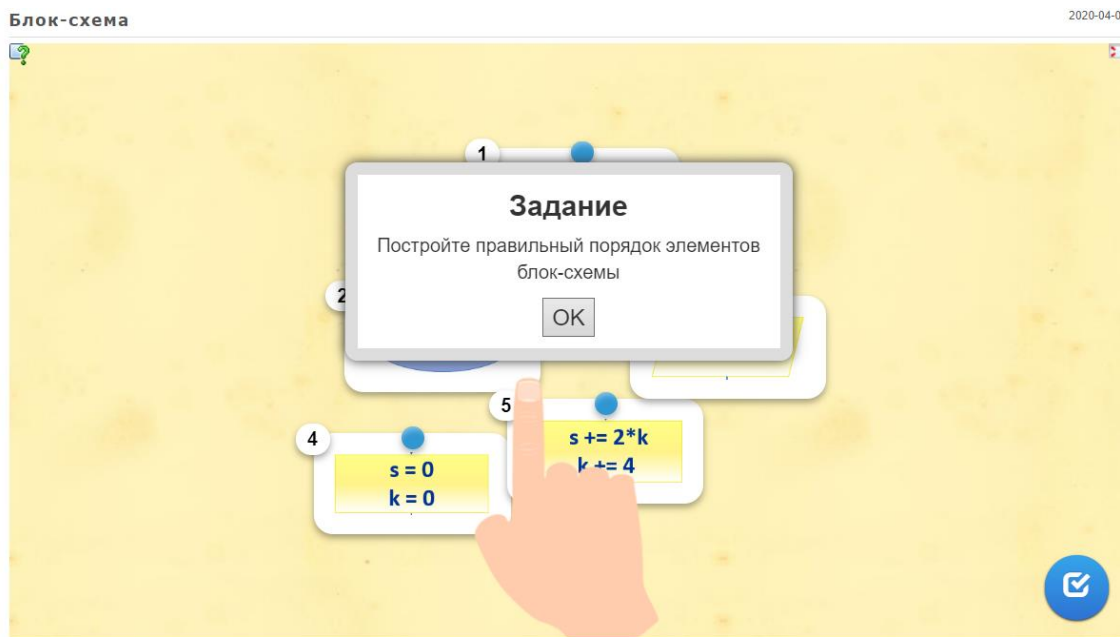 Блок-схема
2020-04-0
1
Задание
Постройте правильный порядок элементов
блок-схемы
2
OK
5
s += 2*k
k += 4
4
s = 0
k = 0